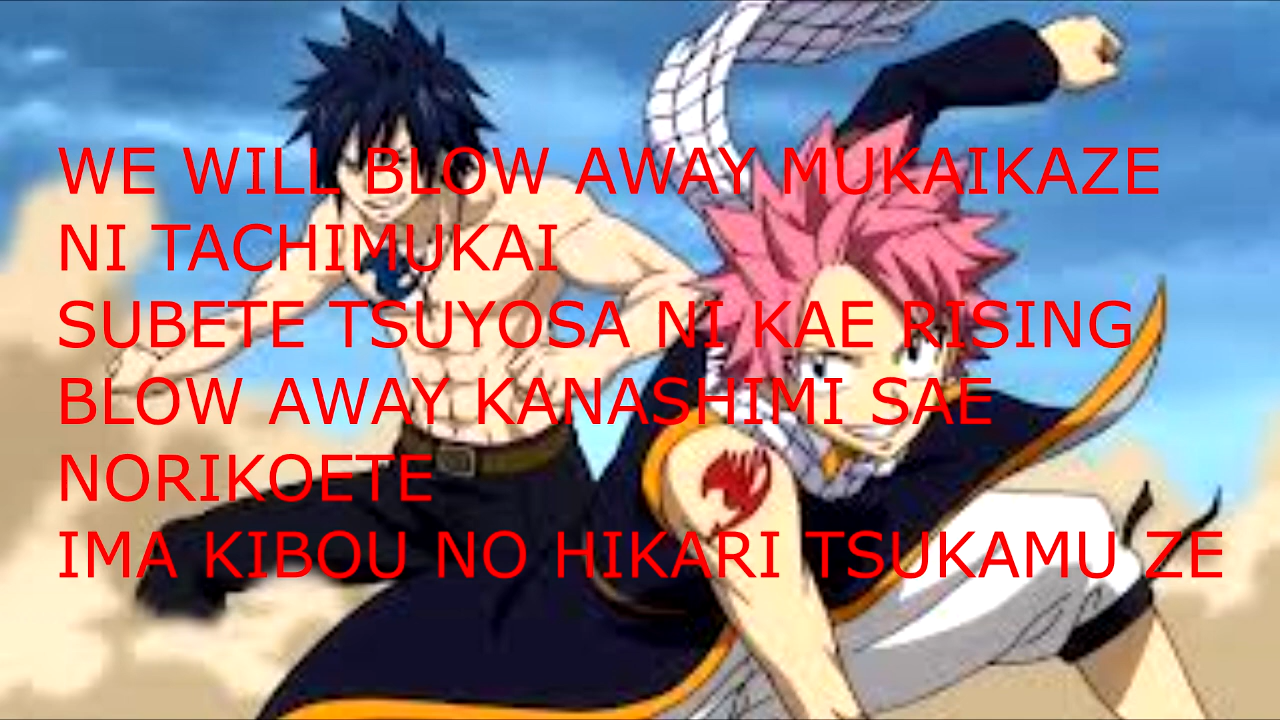 WE WILL BLOW AWAY MUKAIKAZE
NI TACHIMUKAI
SUBETE TSUYOSA NI KAE RISING
BLOW AWAY KANASHIMI SAE
NORIKOETE
IMA KIBOU NO HIKARI TSUKAMU ZE